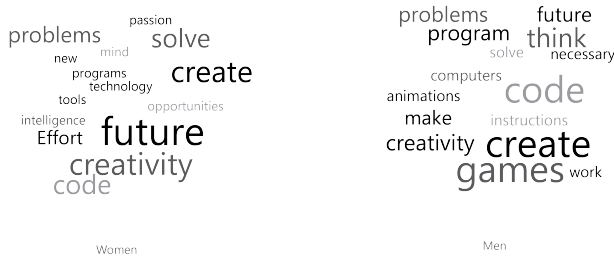 passion
problems
solve
mind
new
create
programs
technology
tools
opportunities
intelligence
future
Effort
creativity
code
Women
problems
future
program
think
solve
necessary
computers
code
animations
make
instructions
creativity
create
games
work
Men